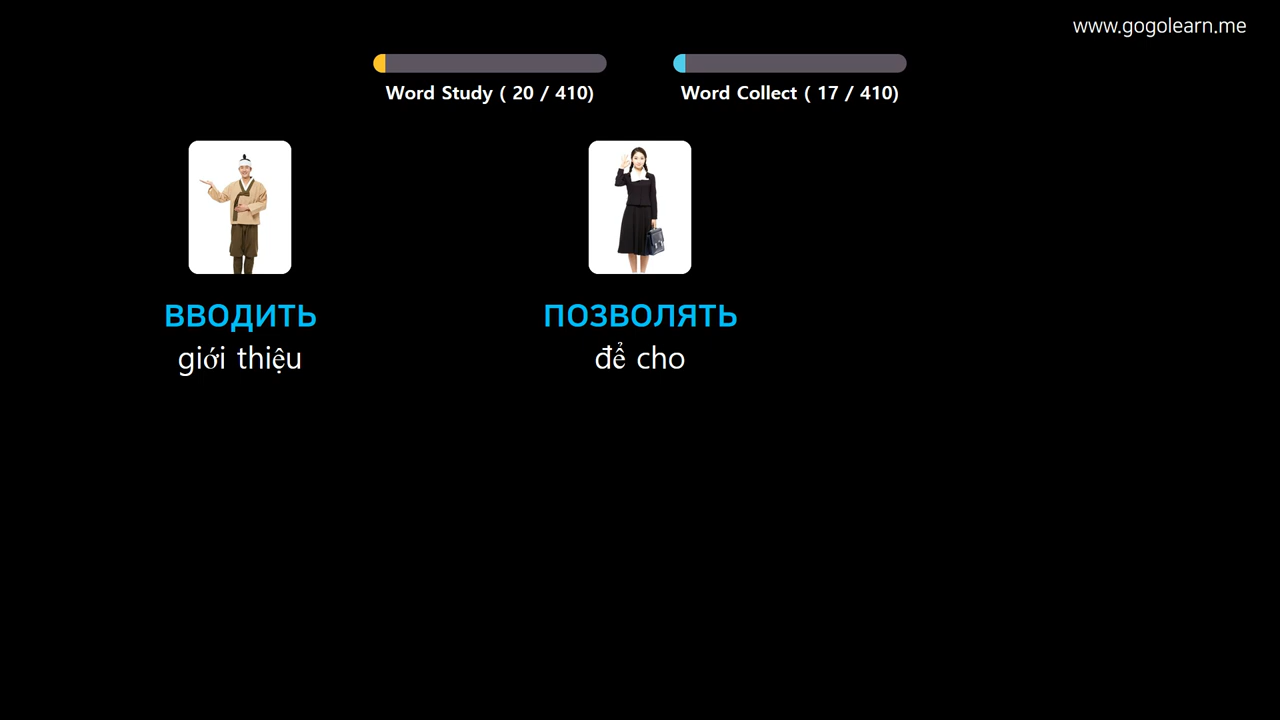 www.gogolearn.me
Word Study ( 20 / 410)
Word Collect ( 17 / 410)
вводить
позволять
giới thiệu
để cho